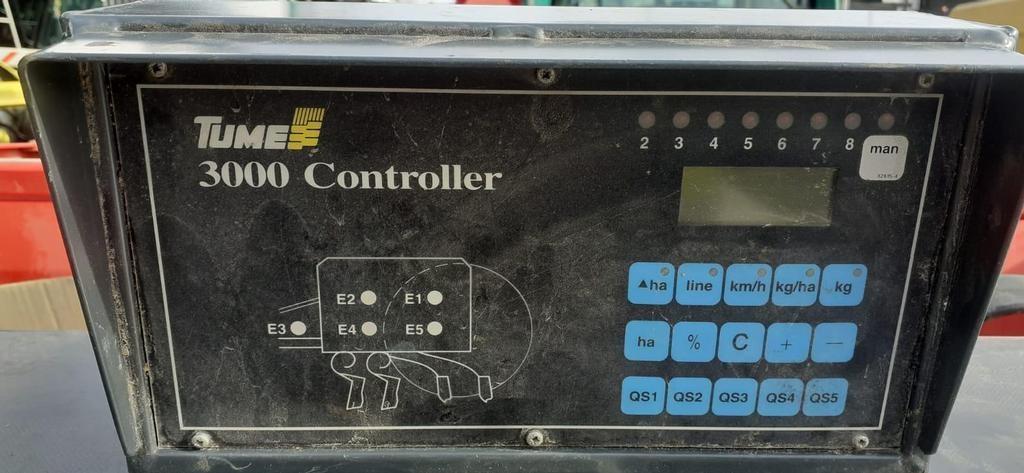 TUME
3000 Controller
2 3 4 5 6 7 8
man
E2 E1
E3 E4 E5
▲ha line km/h kg/ha kg
ha % C + —
QS1 QS2 QS3 QS4 QS5